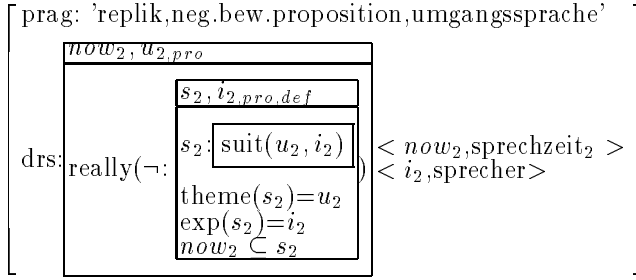 prag: 'replik,neg.bew.proposition,umgangssprache'
now₂, u₂,pro
s₂, i₂,pro,def
s₂: suit(u₂, i₂)
drs: really(¬: ) < now₂,sprechzeit₂ >
< i₂,sprecher>
theme(s₂)=u₂
exp(s₂)=i₂
now₂ ⊂ s₂